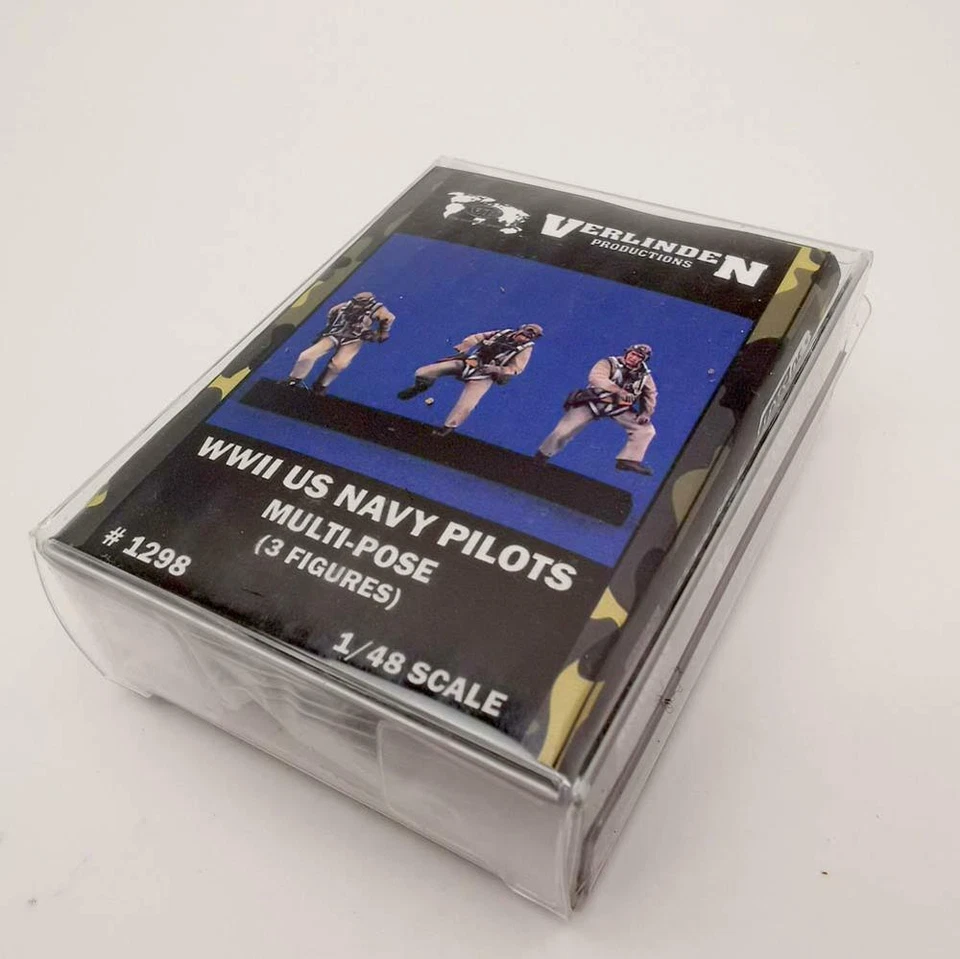 VERLINDEN
PRODUCTIONS
WWII US NAVY PILOTS
MULTI-POSE
(3 FIGURES)
# 1298
1/48 SCALE